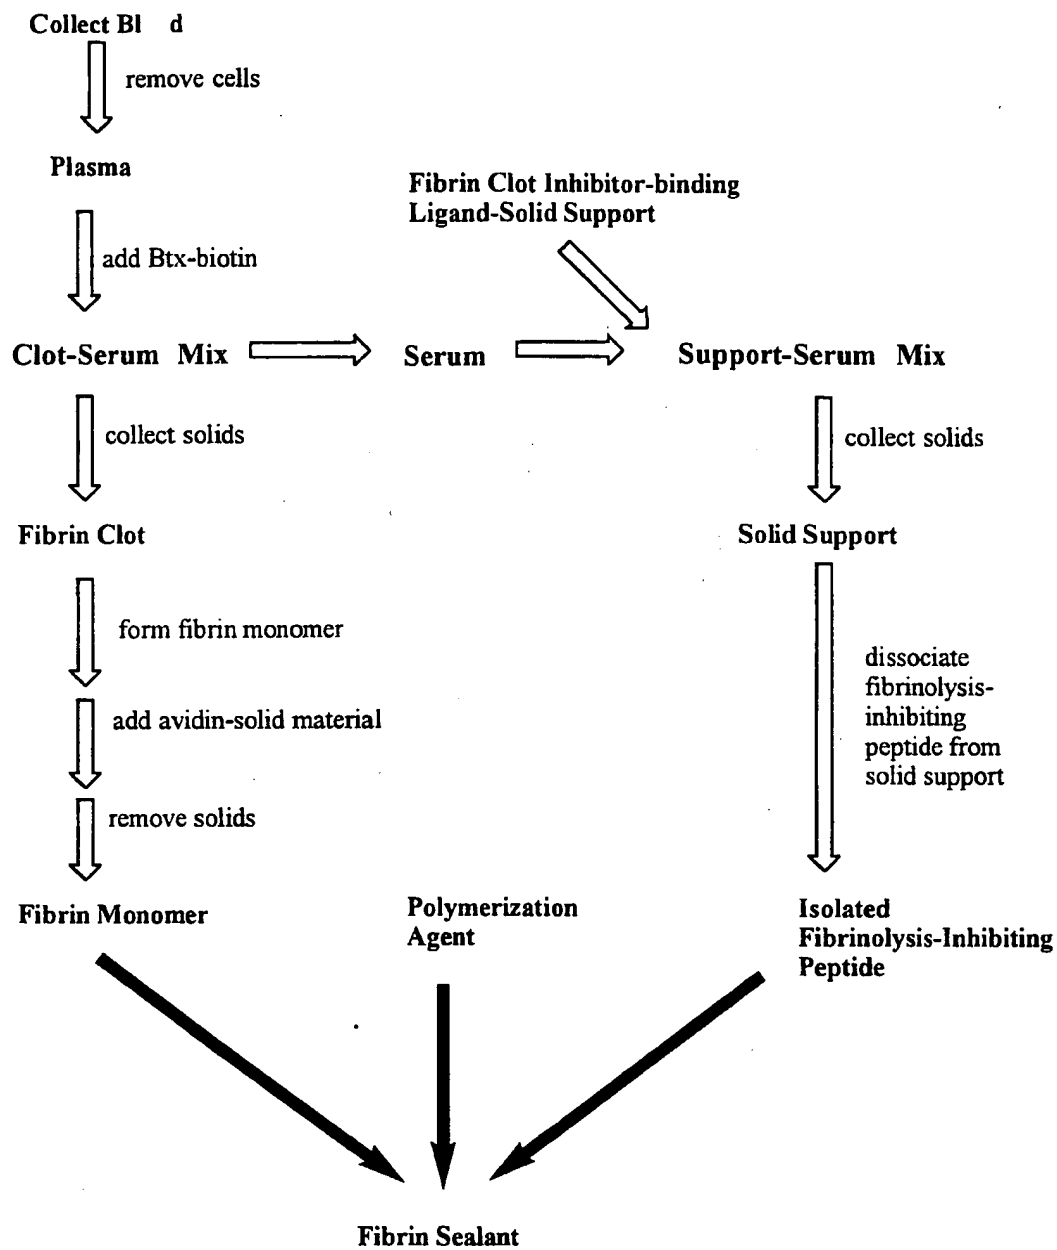 Collect Bl d
remove cells
Plasma
Fibrin Clot Inhibitor-binding
Ligand-Solid Support
add Btx-biotin
Clot-Serum Mix
Serum
Support-Serum Mix
collect solids
collect solids
Fibrin Clot
Solid Support
form fibrin monomer
dissociate
fibrinolysis-
inhibiting
peptide from
solid support
add avidin-solid material
remove solids
Fibrin Monomer
Polymerization
Agent
Isolated
Fibrinolysis-Inhibiting
Peptide
Fibrin Sealant